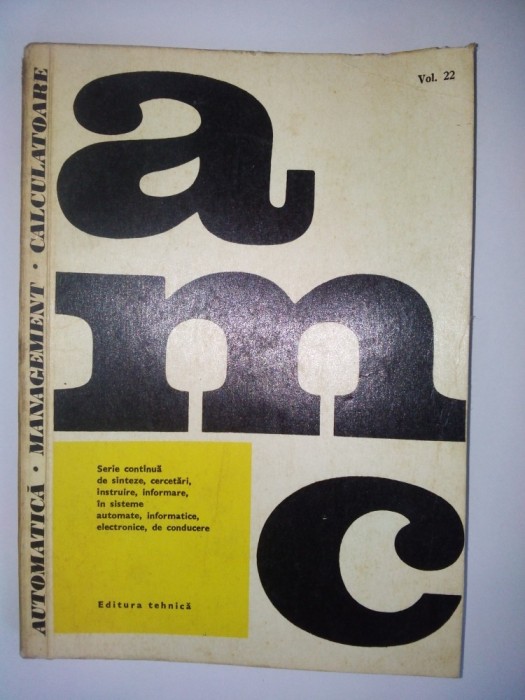 Vol. 22
AUTOMATICĂ · MANAGEMENT · CALCULATOARE
a
m
c
Serie continuă
de sinteze, cercetări,
instruire, informare,
în sisteme
automate, informatice,
electronice, de conducere
Editura tehnică